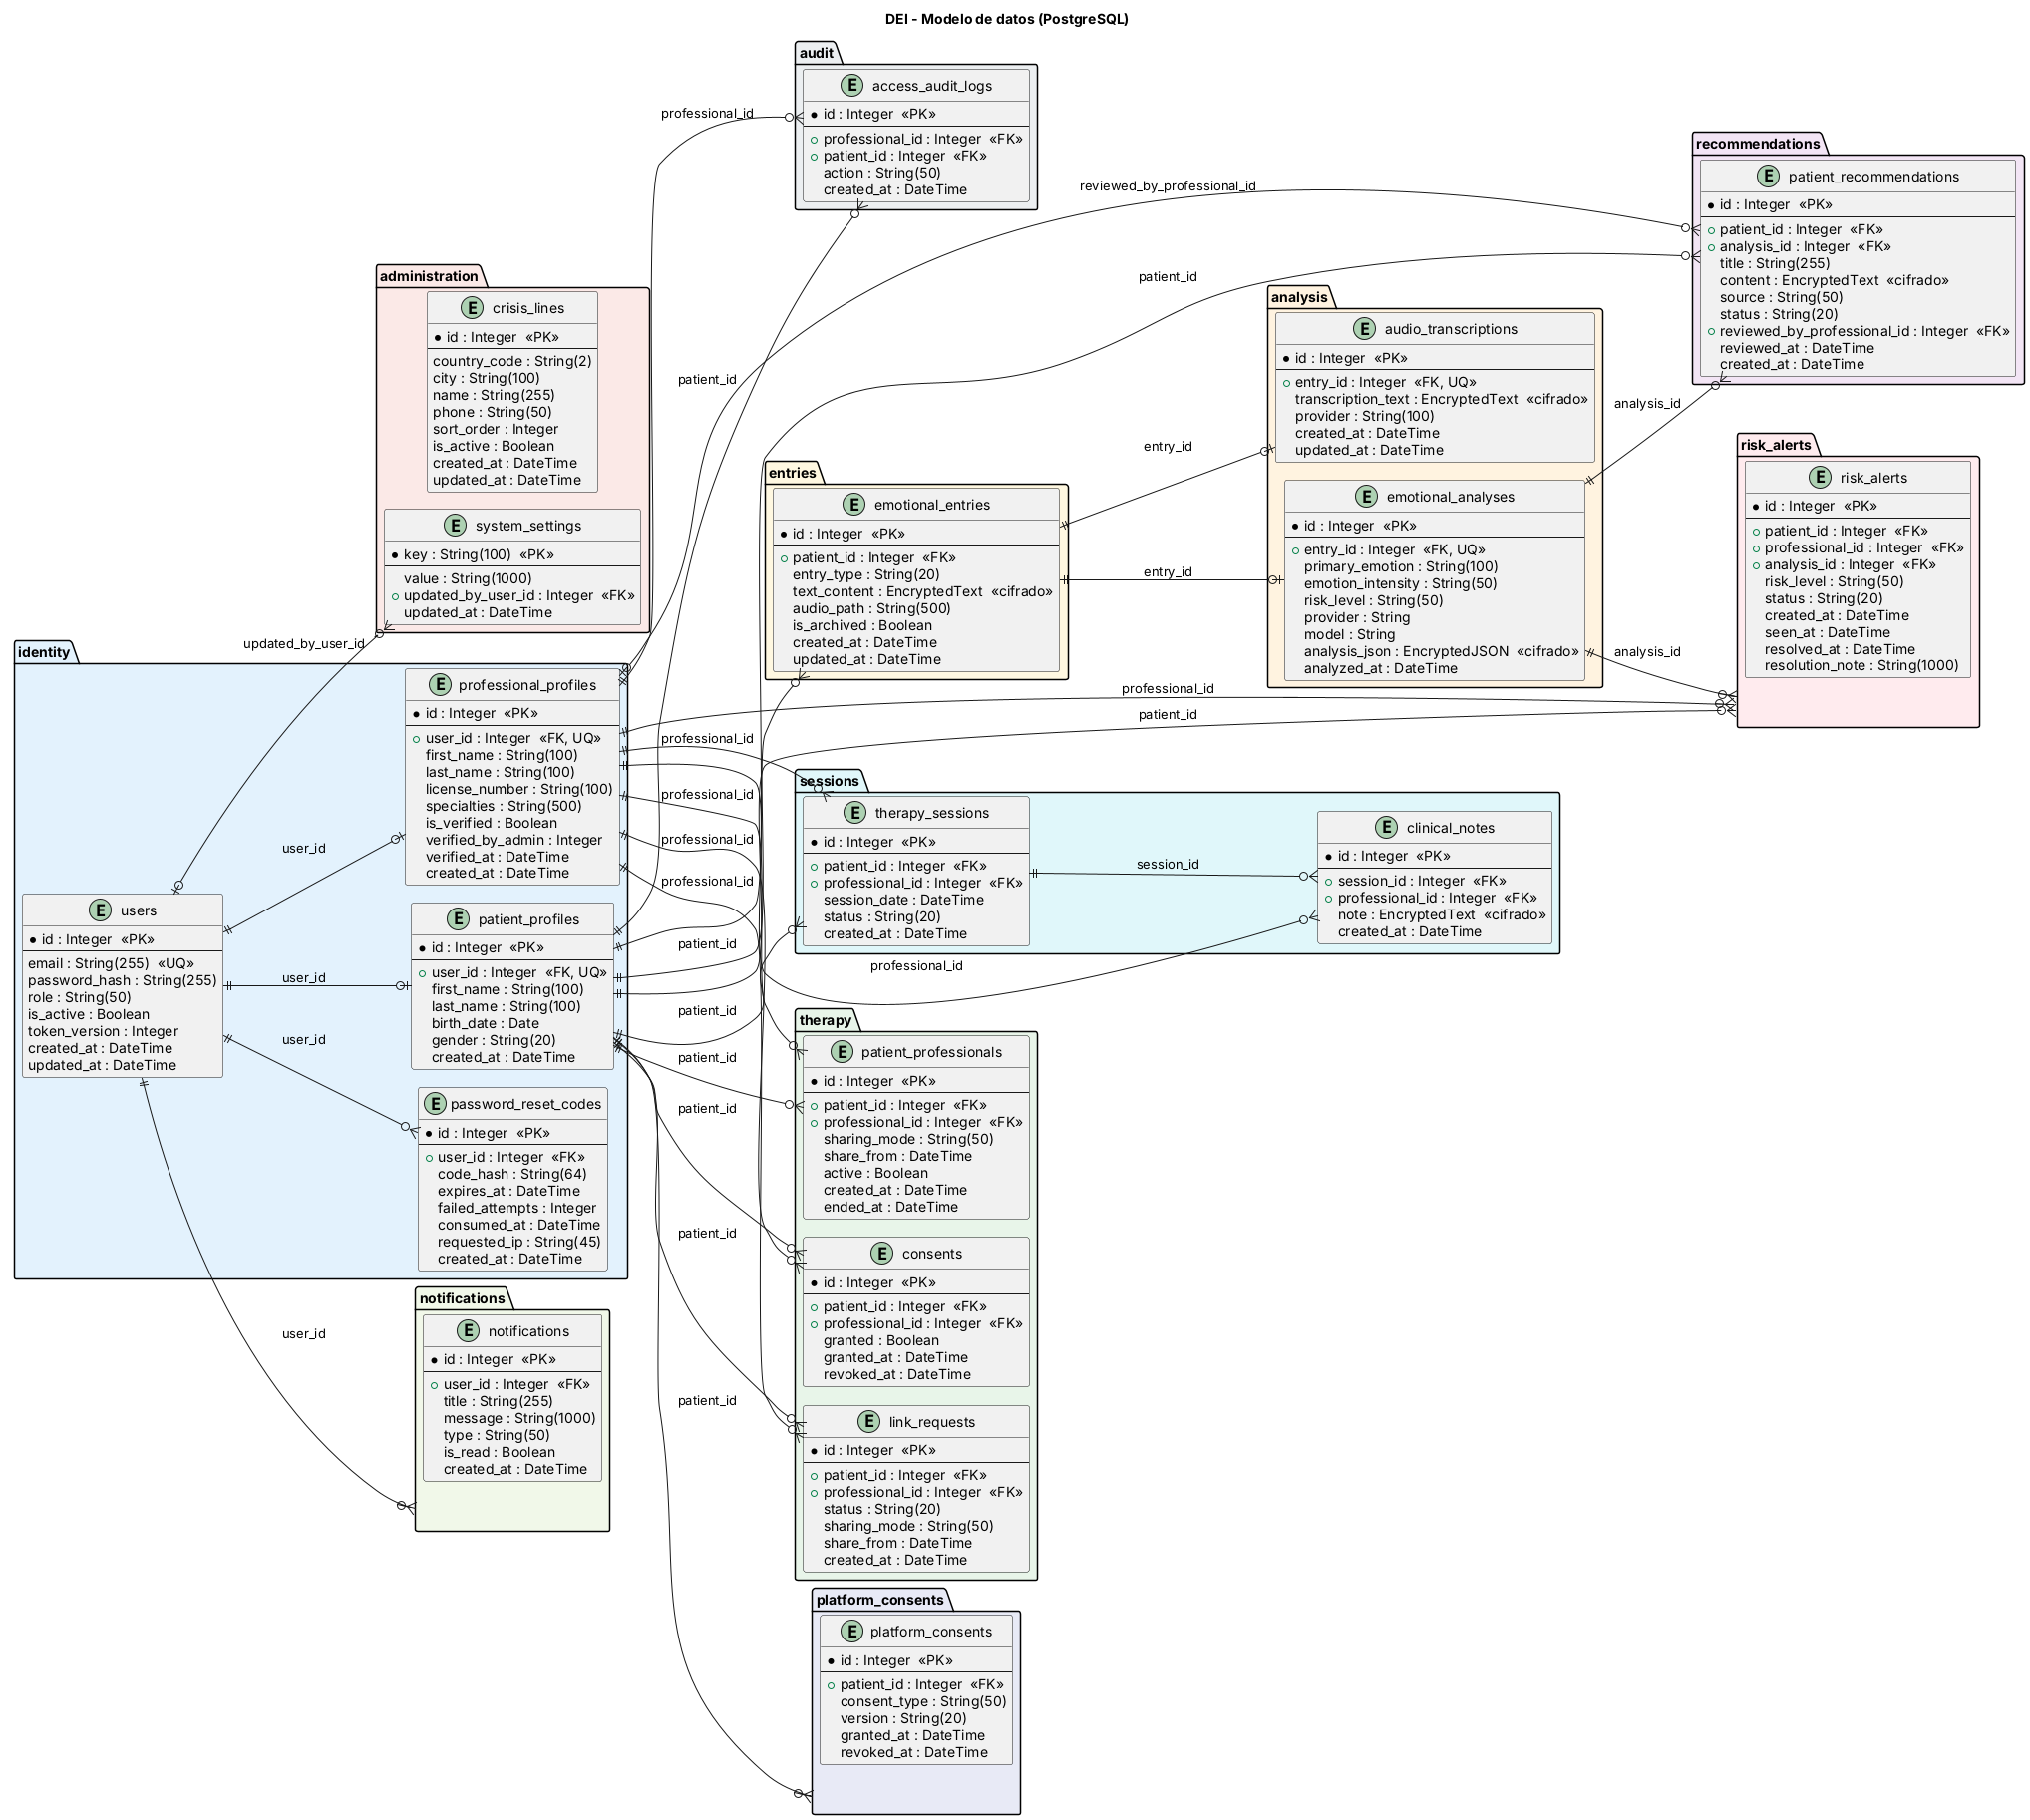 DEI - Modelo de datos (PostgreSQL)
audit
E access_audit_logs
id : Integer «PK»
professional_id : Integer «FK»
patient_id : Integer «FK»
action : String(50)
created_at : DateTime
recommendations
E patient_recommendations
id : Integer «PK»
patient_id : Integer «FK»
analysis_id : Integer «FK»
title : String(255)
content : EncryptedText «cifrado»
source : String(50)
status : String(20)
reviewed_by_professional_id : Integer «FK»
reviewed_at : DateTime
created_at : DateTime
administration
E crisis_lines
id : Integer «PK»
country_code : String(2)
city : String(100)
name : String(255)
phone : String(50)
sort_order : Integer
is_active : Boolean
created_at : DateTime
updated_at : DateTime
E system_settings
key : String(100) «PK»
value : String(1000)
updated_by_user_id : Integer «FK»
updated_at : DateTime
analysis
E audio_transcriptions
id : Integer «PK»
entry_id : Integer «FK, UQ»
transcription_text : EncryptedText «cifrado»
provider : String(100)
created_at : DateTime
updated_at : DateTime
E emotional_analyses
id : Integer «PK»
entry_id : Integer «FK, UQ»
primary_emotion : String(100)
emotion_intensity : String(50)
risk_level : String(50)
provider : String
model : String
analysis_json : EncryptedJSON «cifrado»
analyzed_at : DateTime
risk_alerts
E risk_alerts
id : Integer «PK»
patient_id : Integer «FK»
professional_id : Integer «FK»
analysis_id : Integer «FK»
risk_level : String(50)
status : String(20)
created_at : DateTime
seen_at : DateTime
resolved_at : DateTime
resolution_note : String(1000)
entries
E emotional_entries
id : Integer «PK»
patient_id : Integer «FK»
entry_type : String(20)
text_content : EncryptedText «cifrado»
audio_path : String(500)
is_archived : Boolean
created_at : DateTime
updated_at : DateTime
identity
E professional_profiles
id : Integer «PK»
user_id : Integer «FK, UQ»
first_name : String(100)
last_name : String(100)
license_number : String(100)
specialties : String(500)
is_verified : Boolean
verified_by_admin : Integer
verified_at : DateTime
created_at : DateTime
E users
id : Integer «PK»
email : String(255) «UQ»
password_hash : String(255)
role : String(50)
is_active : Boolean
token_version : Integer
created_at : DateTime
updated_at : DateTime
E patient_profiles
id : Integer «PK»
user_id : Integer «FK, UQ»
first_name : String(100)
last_name : String(100)
birth_date : Date
gender : String(20)
created_at : DateTime
E password_reset_codes
id : Integer «PK»
user_id : Integer «FK»
code_hash : String(64)
expires_at : DateTime
failed_attempts : Integer
consumed_at : DateTime
requested_ip : String(45)
created_at : DateTime
sessions
E therapy_sessions
id : Integer «PK»
patient_id : Integer «FK»
professional_id : Integer «FK»
session_date : DateTime
status : String(20)
created_at : DateTime
E clinical_notes
id : Integer «PK»
session_id : Integer «FK»
professional_id : Integer «FK»
note : EncryptedText «cifrado»
created_at : DateTime
therapy
E patient_professionals
id : Integer «PK»
patient_id : Integer «FK»
professional_id : Integer «FK»
sharing_mode : String(50)
share_from : DateTime
active : Boolean
created_at : DateTime
ended_at : DateTime
E consents
id : Integer «PK»
patient_id : Integer «FK»
professional_id : Integer «FK»
granted : Boolean
granted_at : DateTime
revoked_at : DateTime
E link_requests
id : Integer «PK»
patient_id : Integer «FK»
professional_id : Integer «FK»
status : String(20)
sharing_mode : String(50)
share_from : DateTime
created_at : DateTime
notifications
E notifications
id : Integer «PK»
user_id : Integer «FK»
title : String(255)
message : String(1000)
type : String(50)
is_read : Boolean
created_at : DateTime
platform_consents
E platform_consents
id : Integer «PK»
patient_id : Integer «FK»
consent_type : String(50)
version : String(20)
granted_at : DateTime
revoked_at : DateTime
professional_id
reviewed_by_professional_id
patient_id
patient_id
analysis_id
entry_id
entry_id
updated_by_user_id
analysis_id
professional_id
patient_id
professional_id
professional_id
professional_id
user_id
session_id
professional_id
patient_id
professional_id
user_id
patient_id
user_id
patient_id
patient_id
patient_id
user_id
patient_id